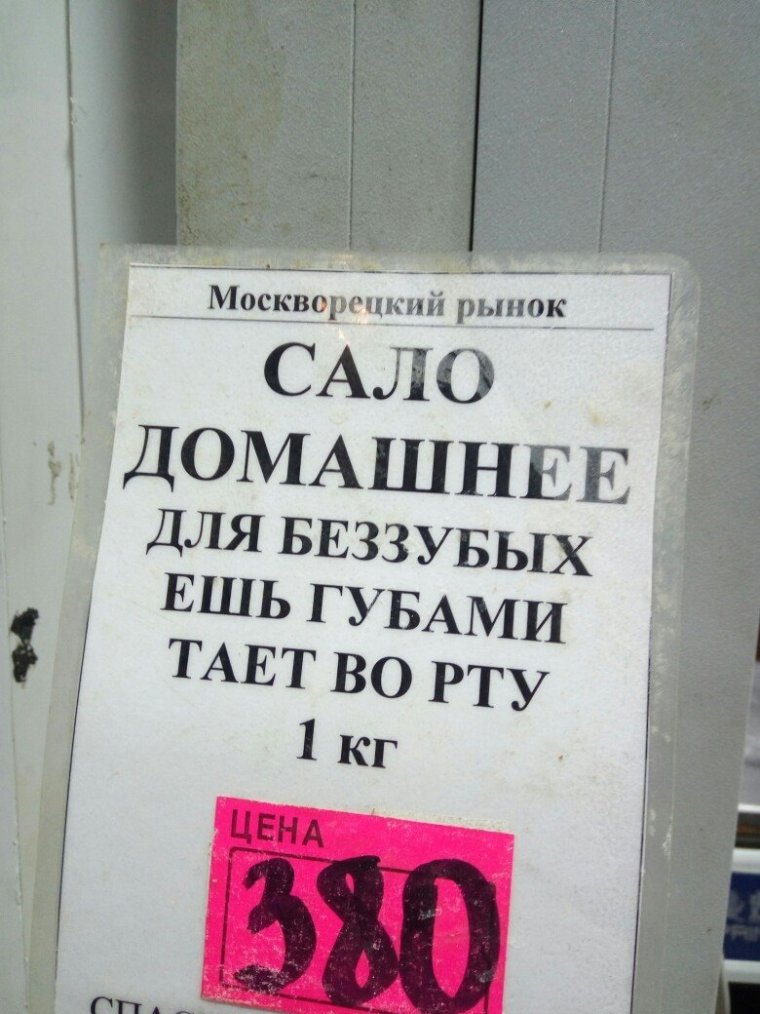 Москворецкий рынок
САЛО
ДОМАШНЕЕ
ДЛЯ БЕЗЗУБЫХ
ЕШЬ ГУБАМИ
ТАЕТ ВО РТУ
1 кг
ЦЕНА
380